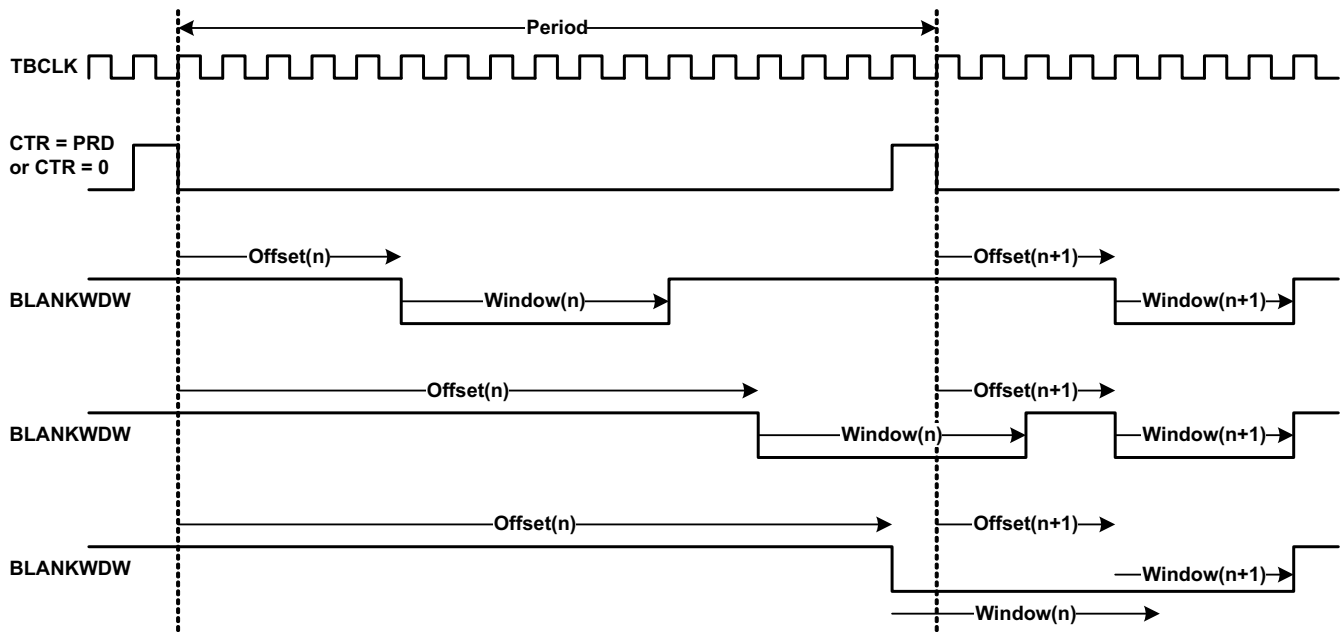 Period
TBCLK
CTR = PRD
or CTR = 0
Offset(n)
Offset(n+1)
BLANKWDW
Window(n)
Window(n+1)
Offset(n)
Offset(n+1)
BLANKWDW
Window(n)
Window(n+1)
Offset(n)
Offset(n+1)
BLANKWDW
Window(n+1)
Window(n)